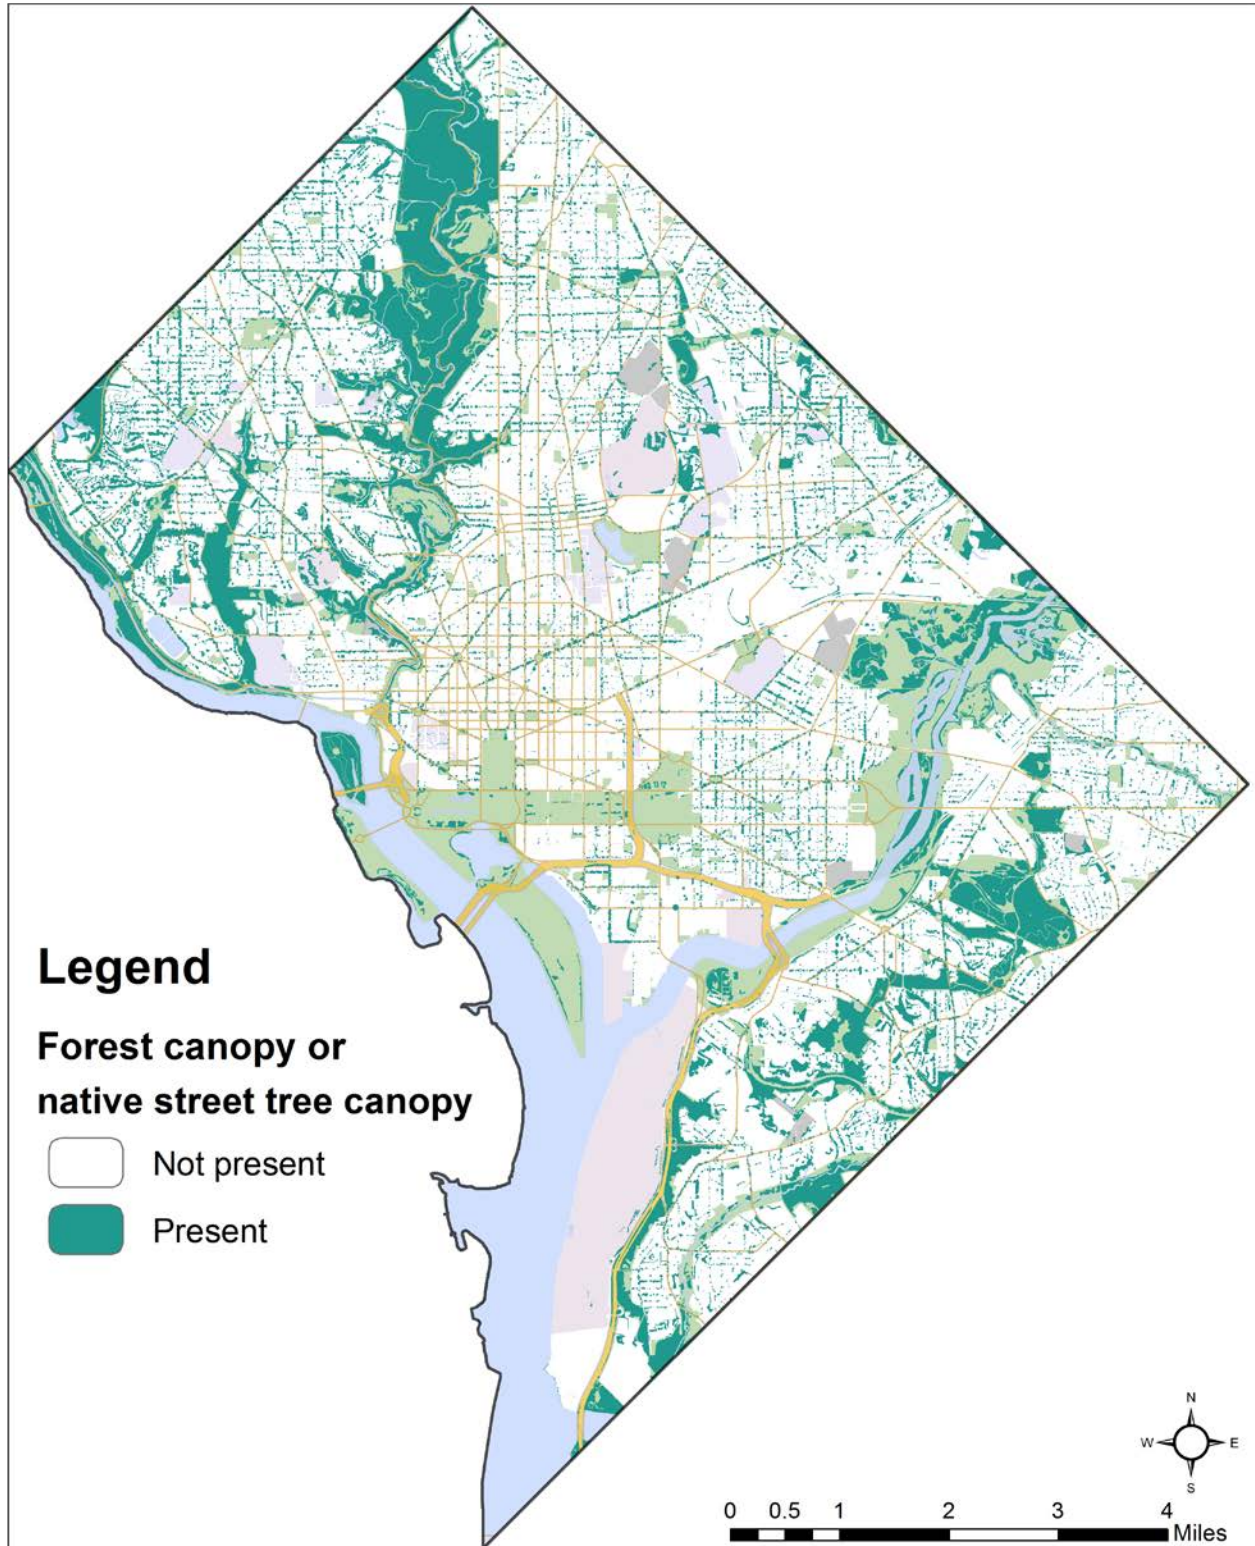 Legend
Forest canopy or
native street tree canopy
Not present
Present
N
W E
S
0 0.5 1 2 3 4
Miles